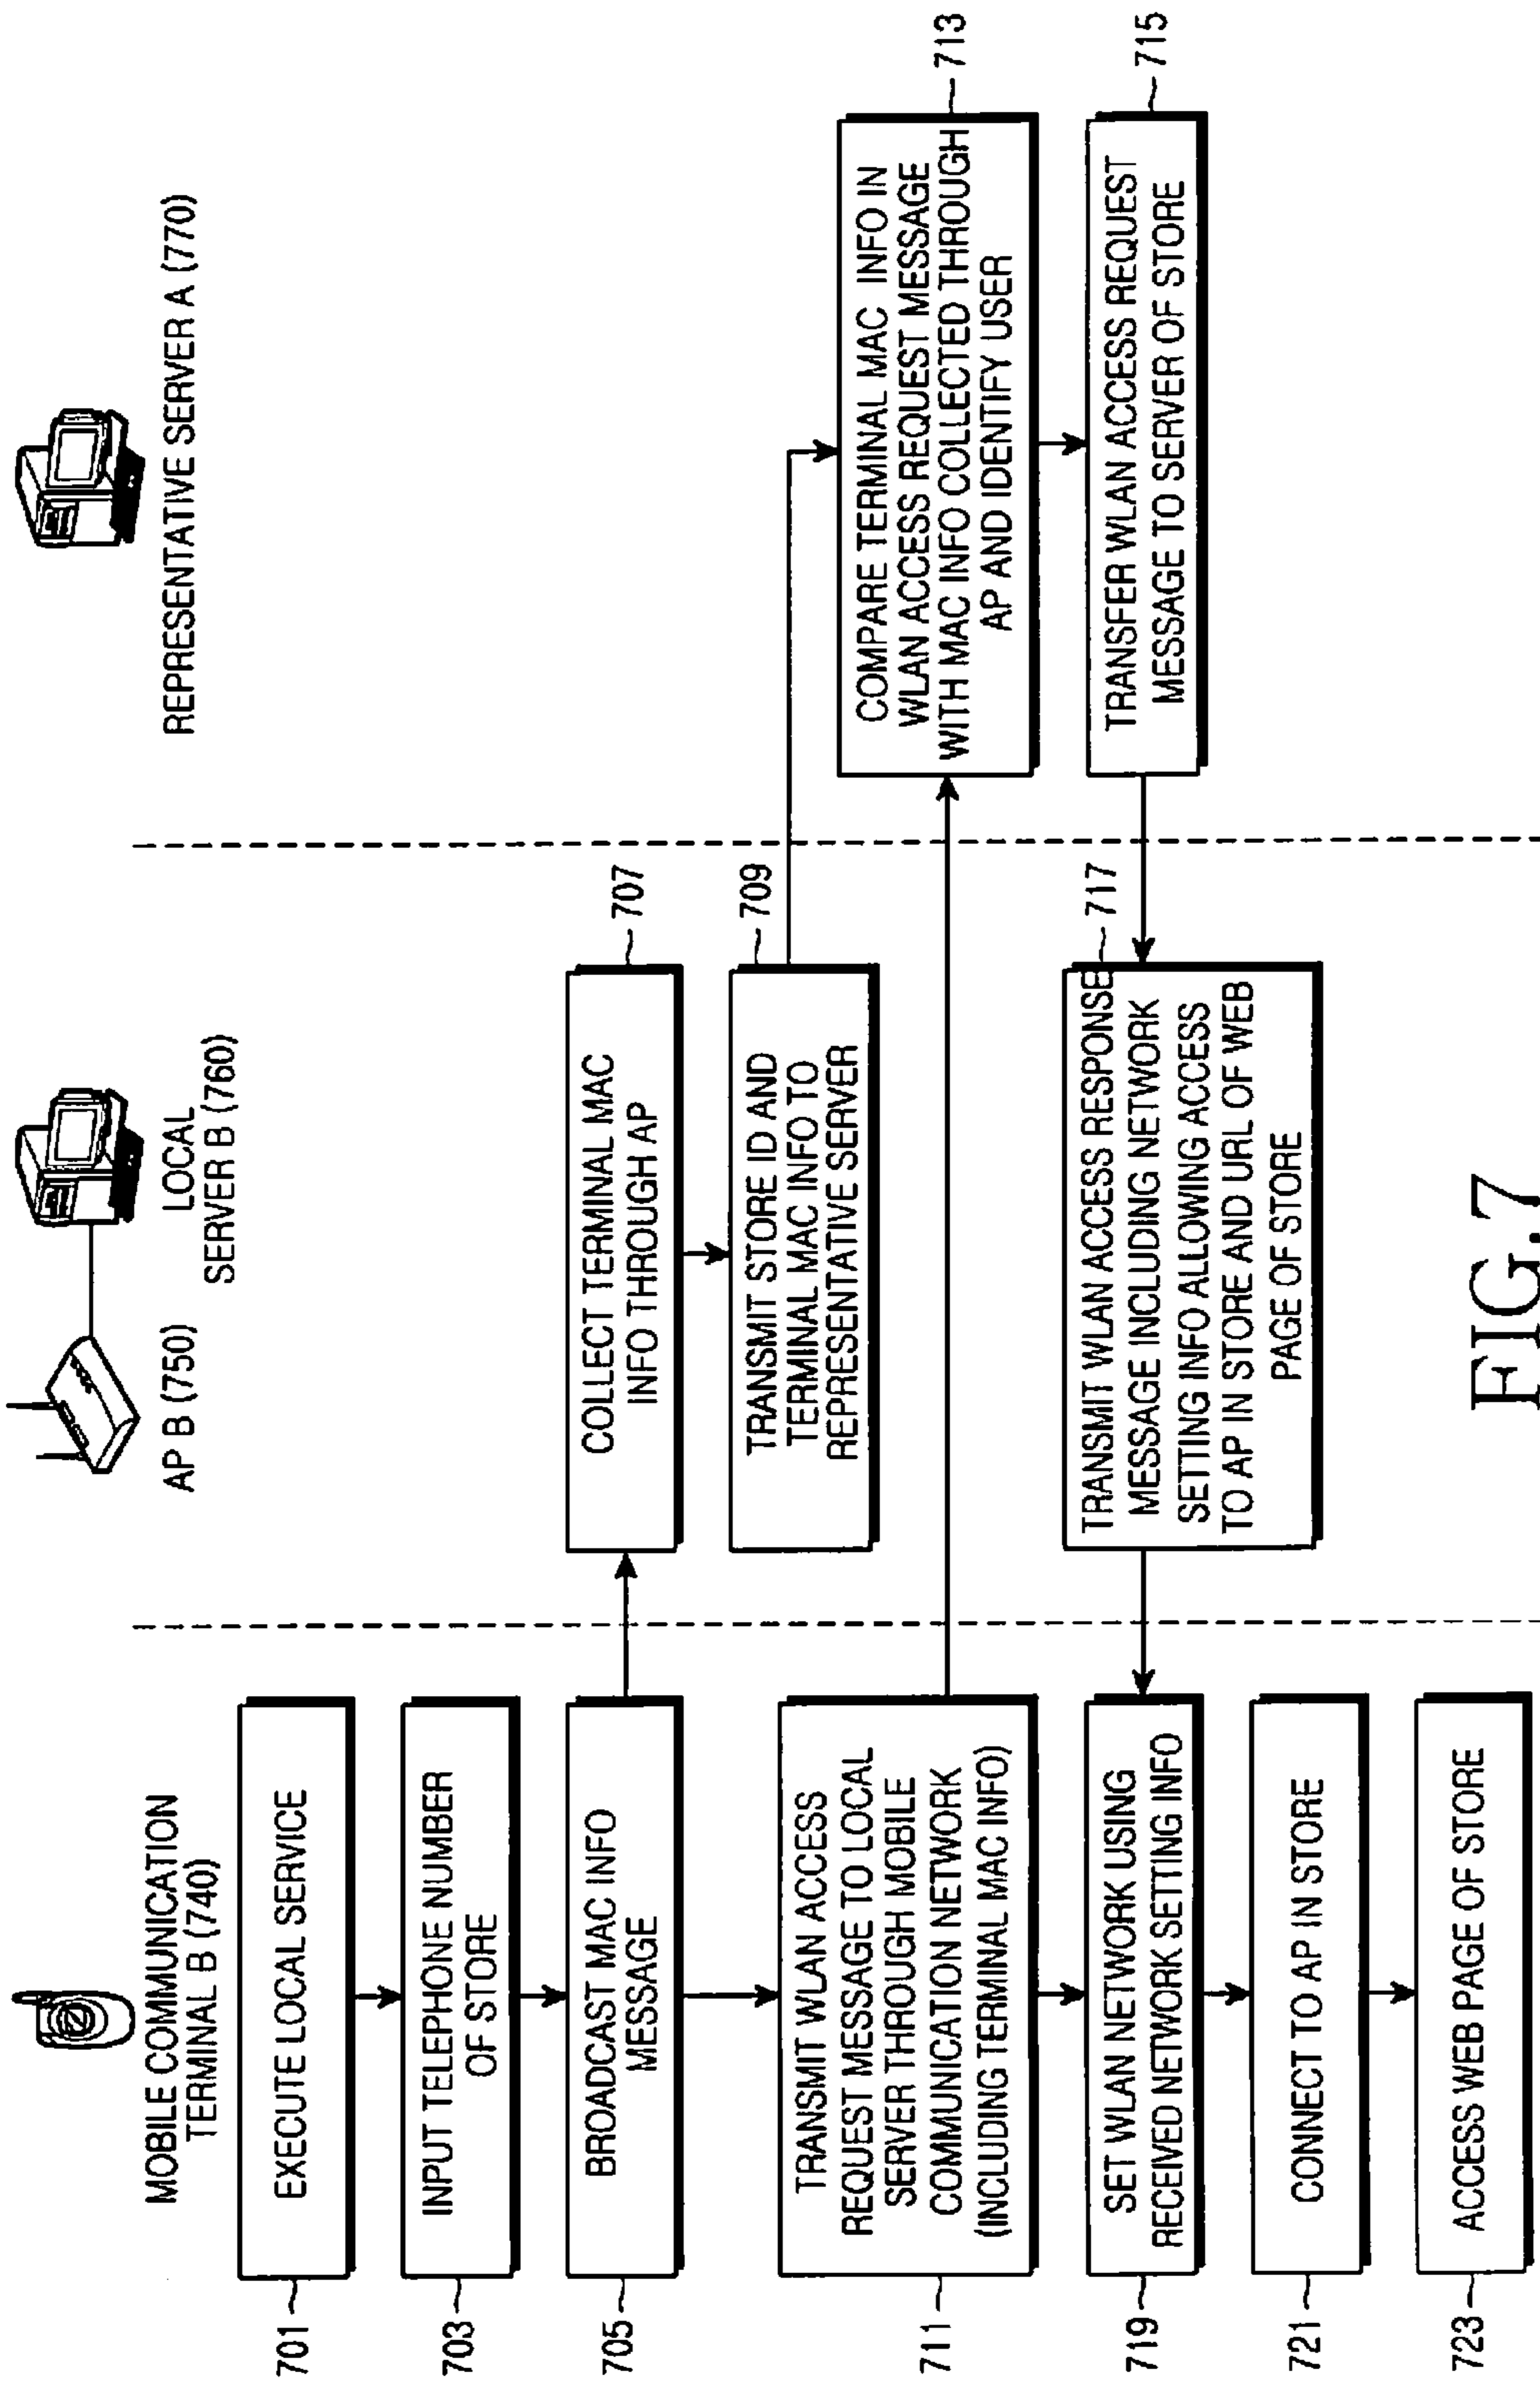 MOBILE COMMUNICATION
TERMINAL B (740)
AP B (750)
LOCAL
SERVER B (760)
REPRESENTATIVE SERVER A (770)
701
EXECUTE LOCAL SERVICE
703
INPUT TELEPHONE NUMBER
OF STORE
705
BROADCAST MAC INFO
MESSAGE
COLLECT TERMINAL MAC
INFO THROUGH AP
707
TRANSMIT STORE ID AND
TERMINAL MAC INFO TO
REPRESENTATIVE SERVER
709
711
TRANSMIT WLAN ACCESS
REQUEST MESSAGE TO LOCAL
SERVER THROUGH MOBILE
COMMUNICATION NETWORK
(INCLUDING TERMINAL MAC INFO)
COMPARE TERMINAL MAC INFO IN
WLAN ACCESS REQUEST MESSAGE
WITH MAC INFO COLLECTED THROUGH
AP AND IDENTIFY USER
713
TRANSFER WLAN ACCESS REQUEST
MESSAGE TO SERVER OF STORE
715
TRANSMIT WLAN ACCESS RESPONSE
MESSAGE INCLUDING NETWORK
SETTING INFO ALLOWING ACCESS
TO AP IN STORE AND URL OF WEB
PAGE OF STORE
717
719
SET WLAN NETWORK USING
RECEIVED NETWORK SETTING INFO
721
CONNECT TO AP IN STORE
723
ACCESS WEB PAGE OF STORE
FIG.7